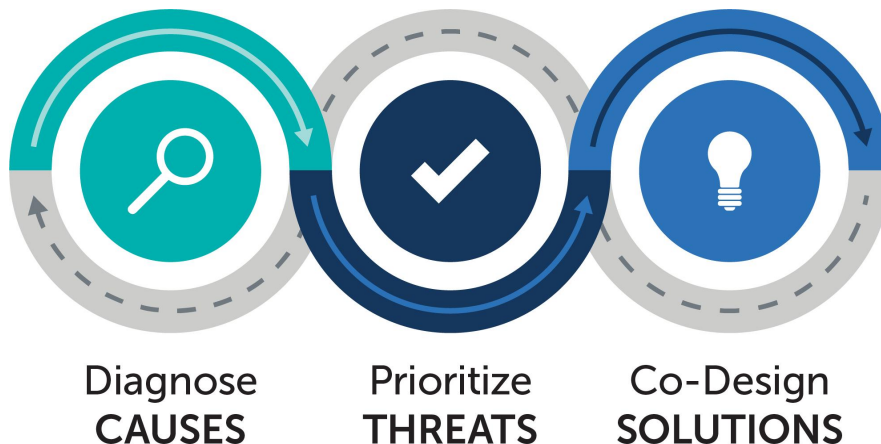 Diagnose
CAUSES
Prioritize
THREATS
Co-Design
SOLUTIONS